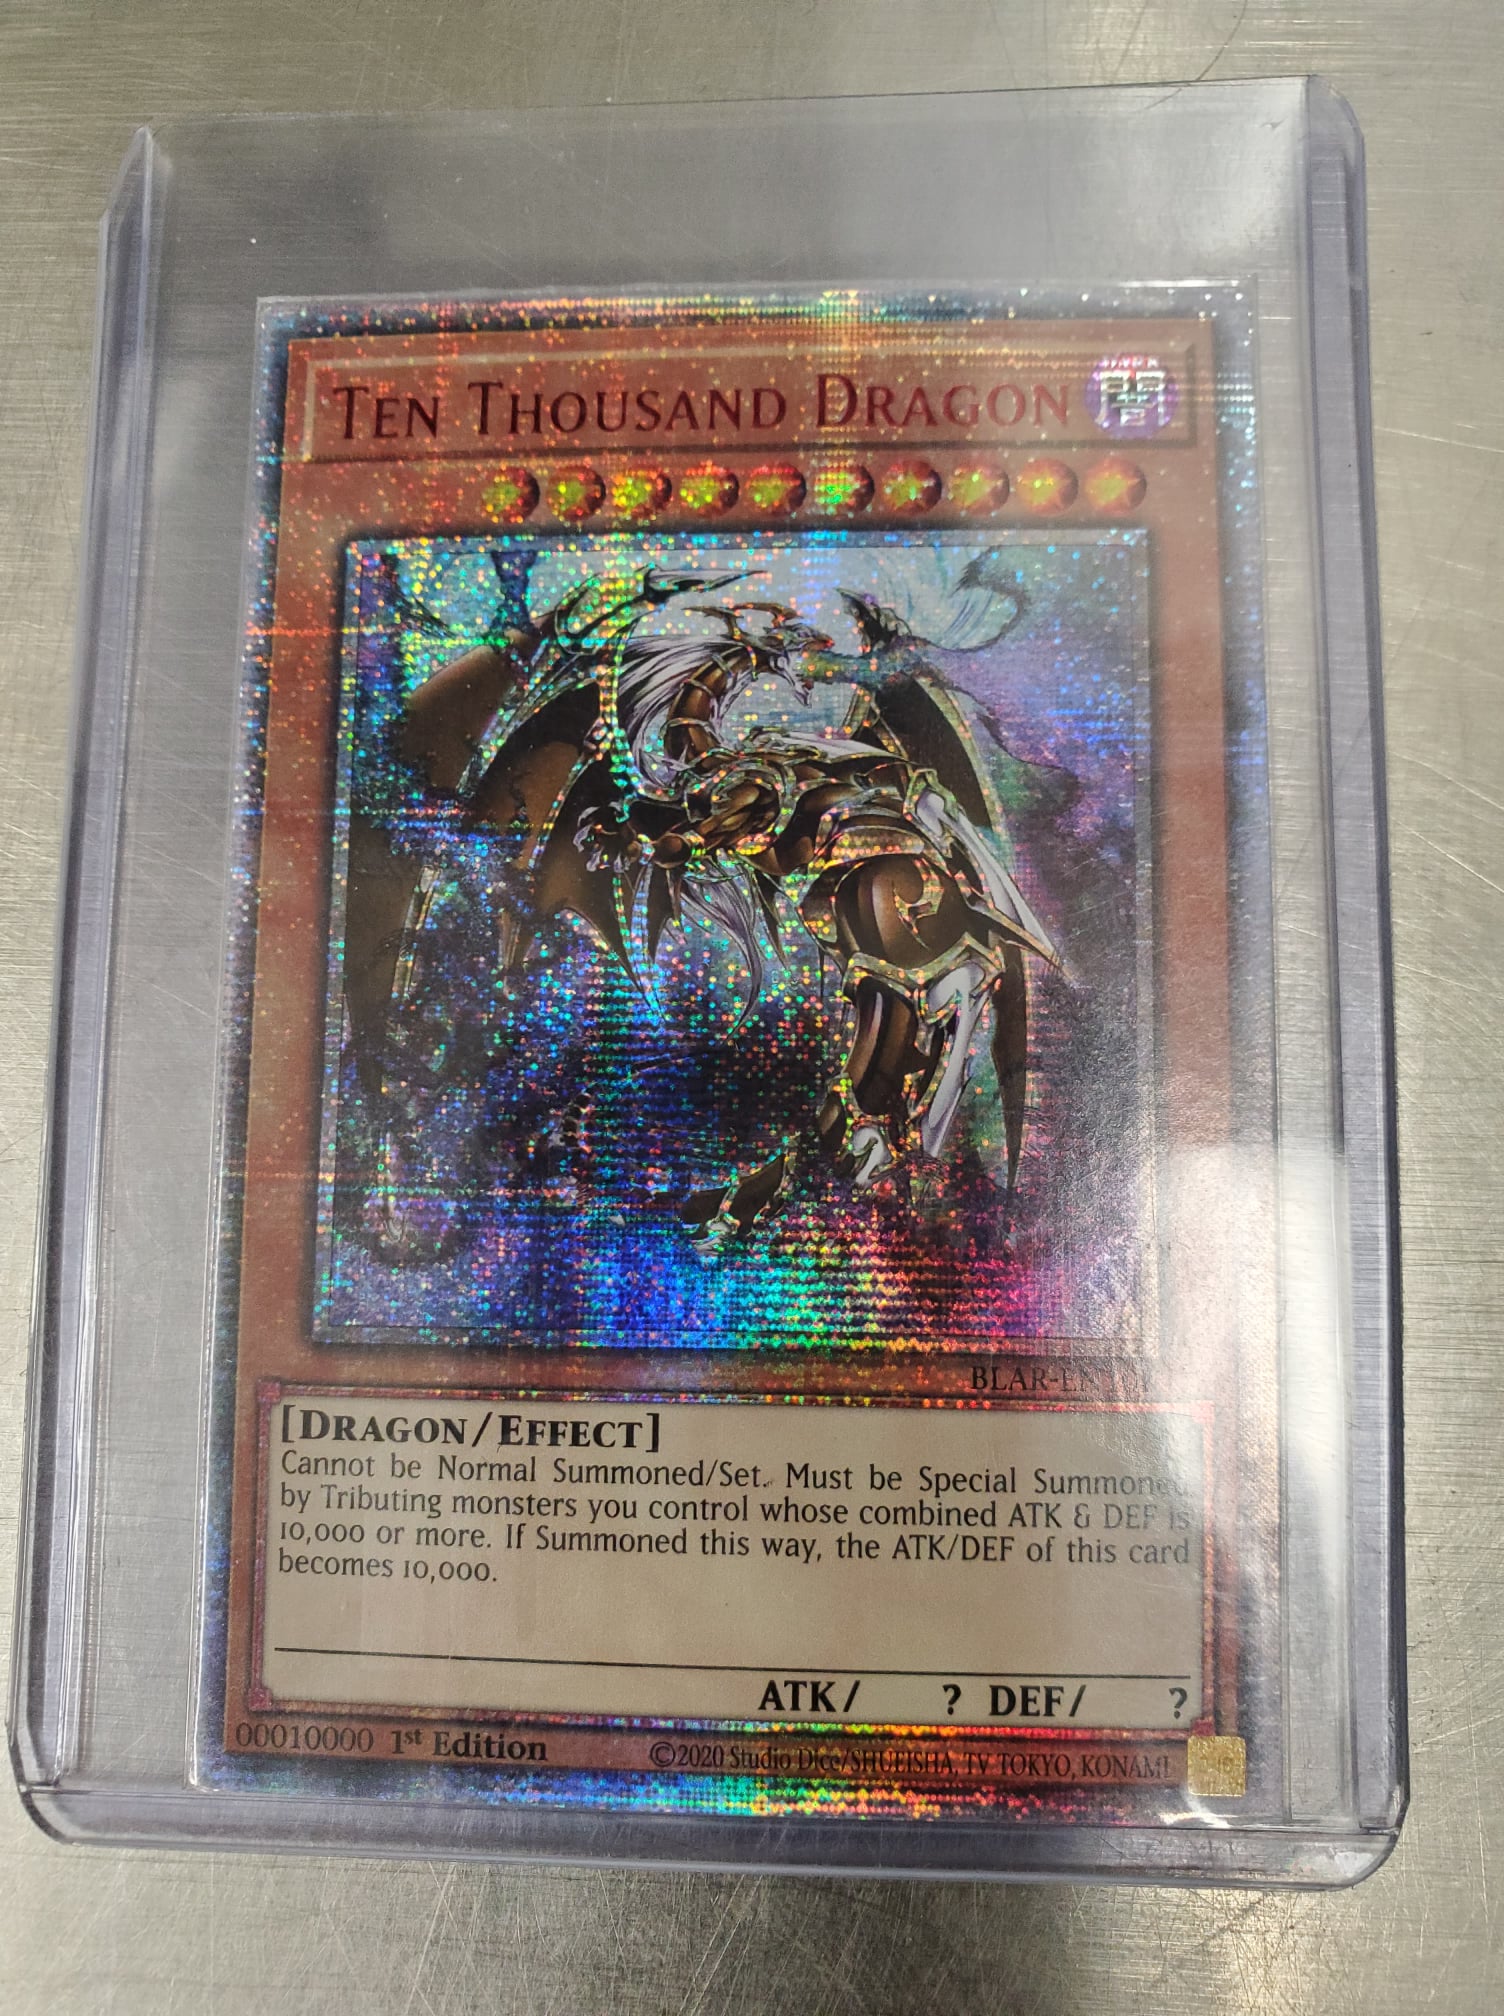 TEN THOUSAND DRAGON
[DRAGON/EFFECT]
Cannot be Normal Summoned/Set. Must be Special Summoned
by Tributing monsters you control whose combined ATK & DEF is
10,000 or more. If Summoned this way, the ATK/DEF of this card
becomes 10,000.
ATK/ ? DEF/ ?
00010000 1st Edition ©2020 Studio Dice/SHUEISHA, TV TOKYO, KONAMI